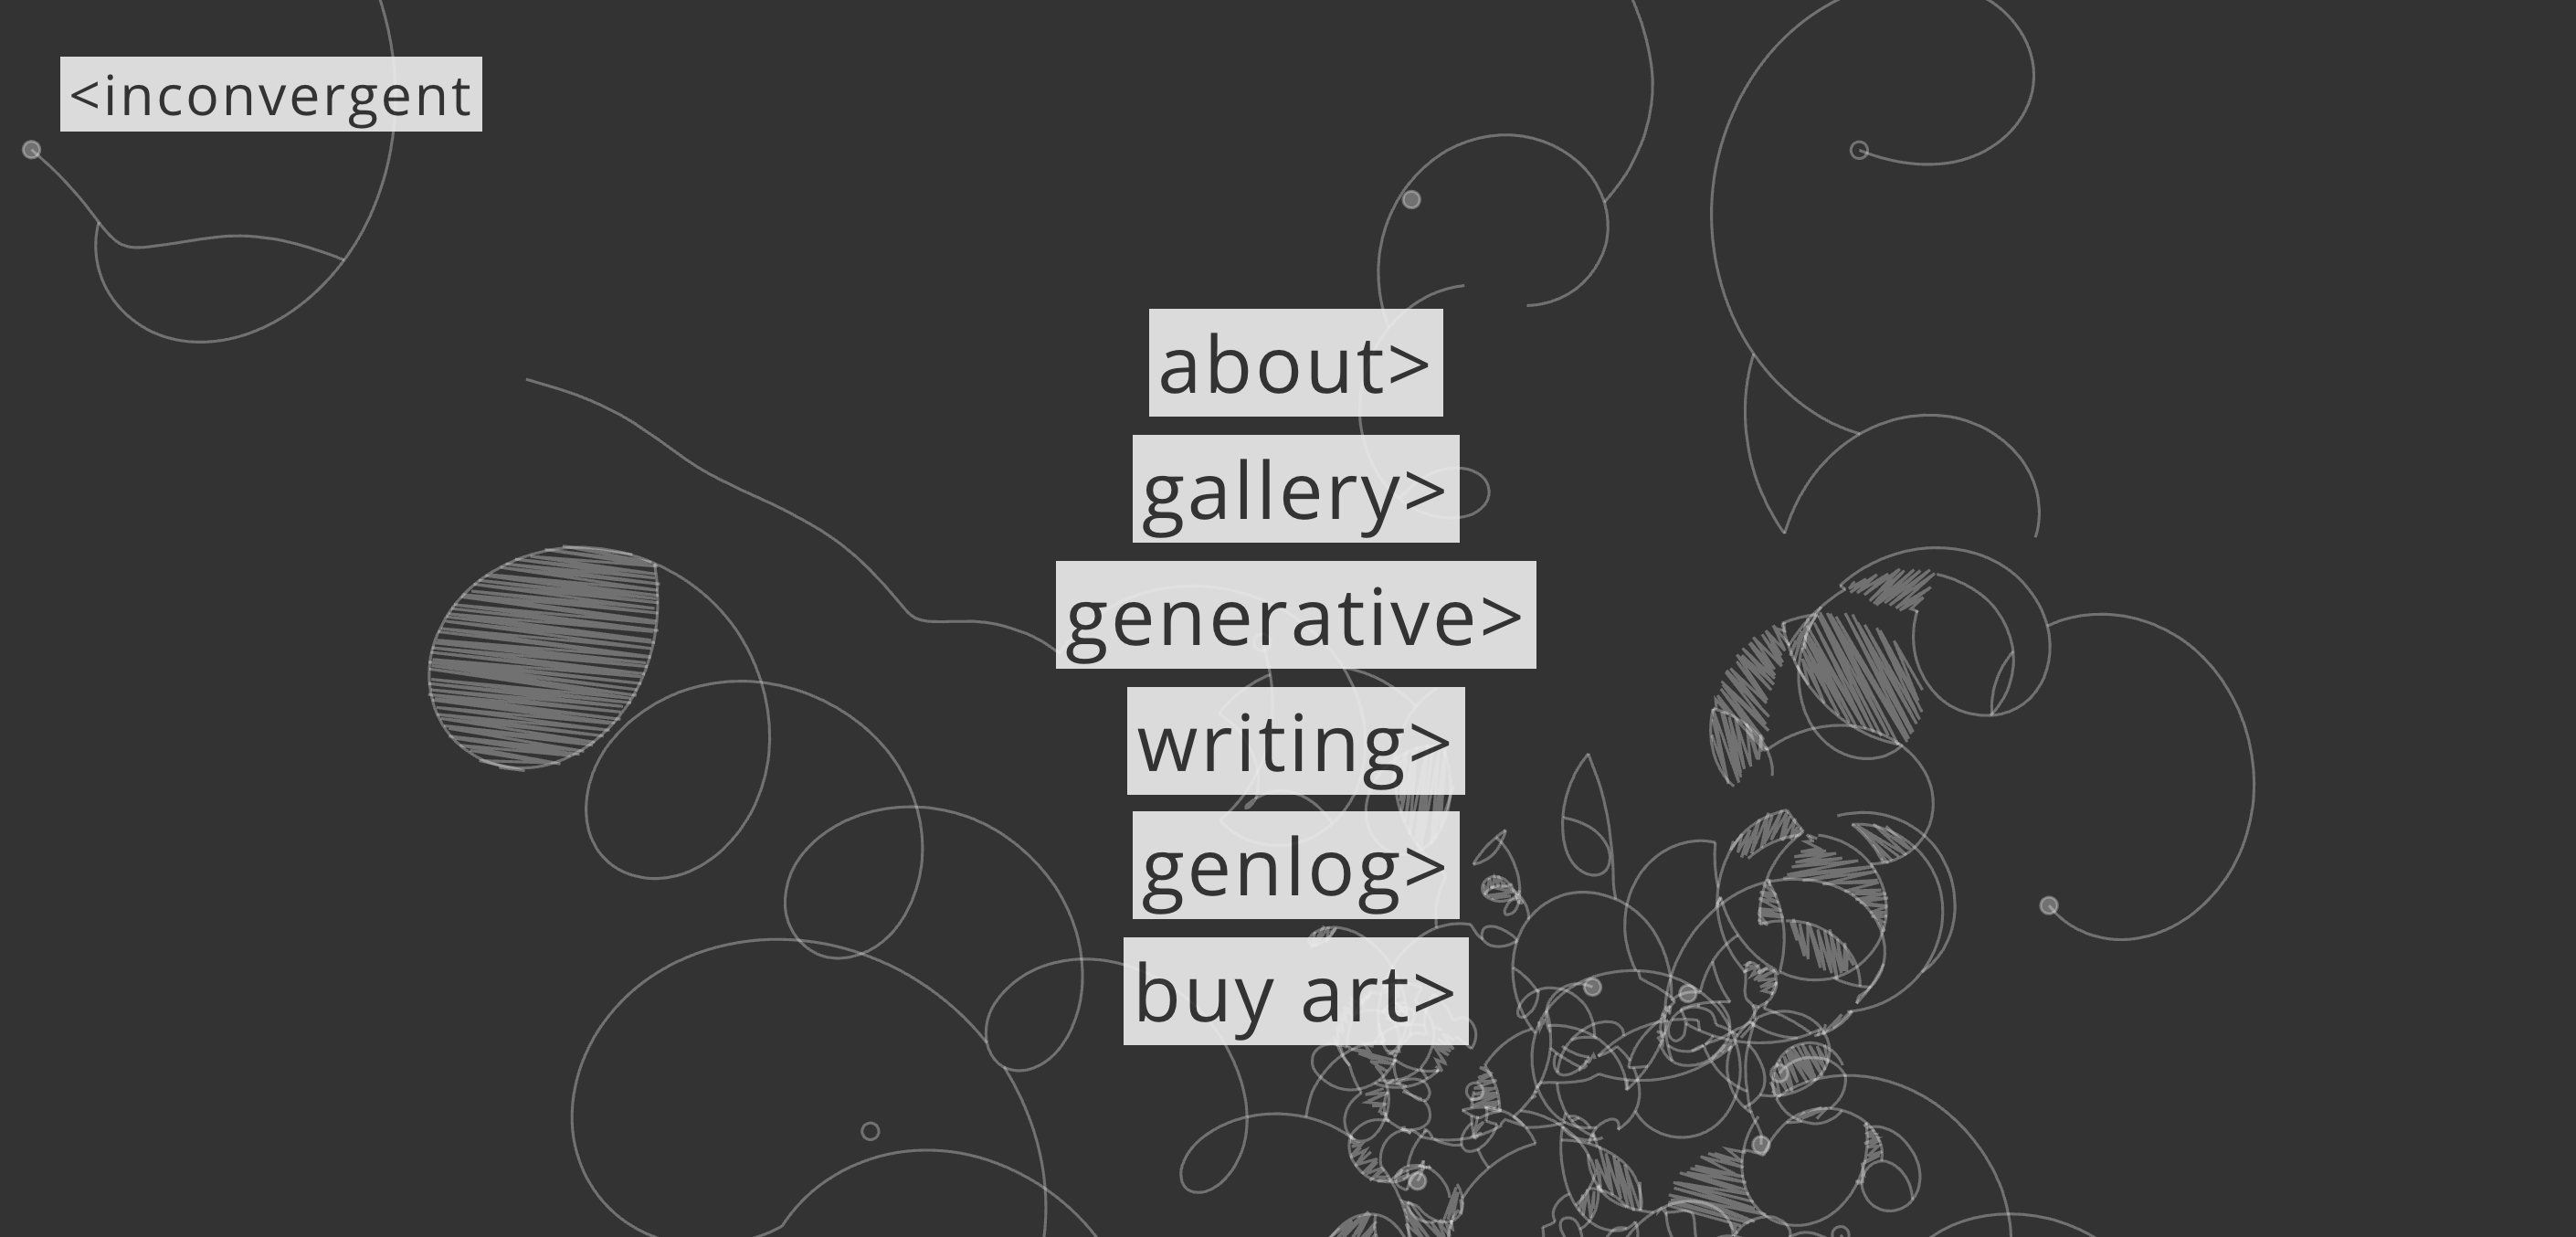 <inconvergent
about>
gallery>
generative>
writing>
genlog>
buy art>